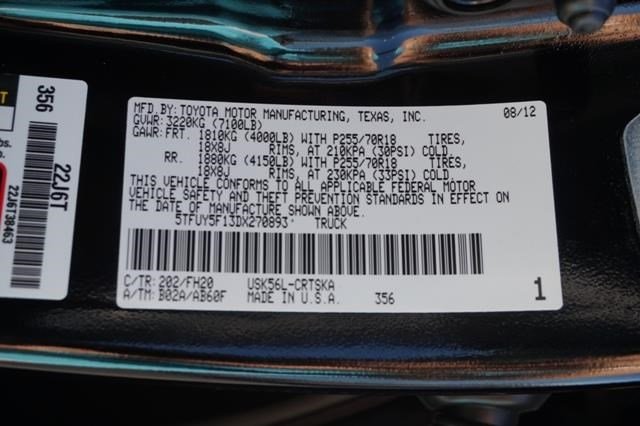 MFD.BY:TOYOTA MOTOR MANUFACTURING, TEXAS, INC. 08/12
GVWR:3220KG (7100LB)
GAWR:FRT. 1810KG (4000LB) WITH P255/70R18 TIRES,
18X8J RIMS, AT 210KPA (30PSI) COLD.
RR. 1880KG (4150LB) WITH P255/70R18 TIRES,
18X8J RIMS, AT 230KPA (33PSI) COLD.
THIS VEHICLE CONFORMS TO ALL APPLICABLE FEDERAL MOTOR
VEHICLE SAFETY AND THEFT PREVENTION STANDARDS IN EFFECT ON
THE DATE OF MANUFACTURE SHOWN ABOVE.
5TFUY5F13DX270893 TRUCK
C/TR: 202/FH20 USK56L-CRTSKA
A/TM: B02A/AB60F MADE IN U.S.A. 356 1
356
22J6T
22J6T38463